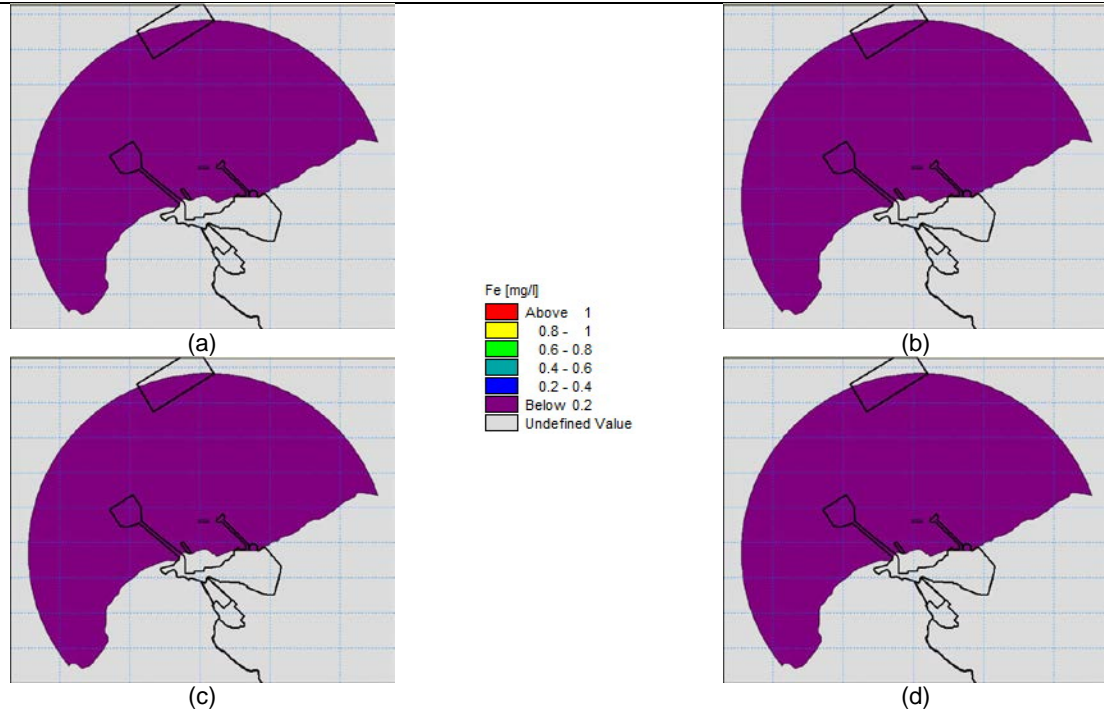 (a)
(b)
Fe [mg/l]
Above 1
0.8 - 1
0.6 - 0.8
0.4 - 0.6
0.2 - 0.4
Below 0.2
Undefined Value
(c)
(d)